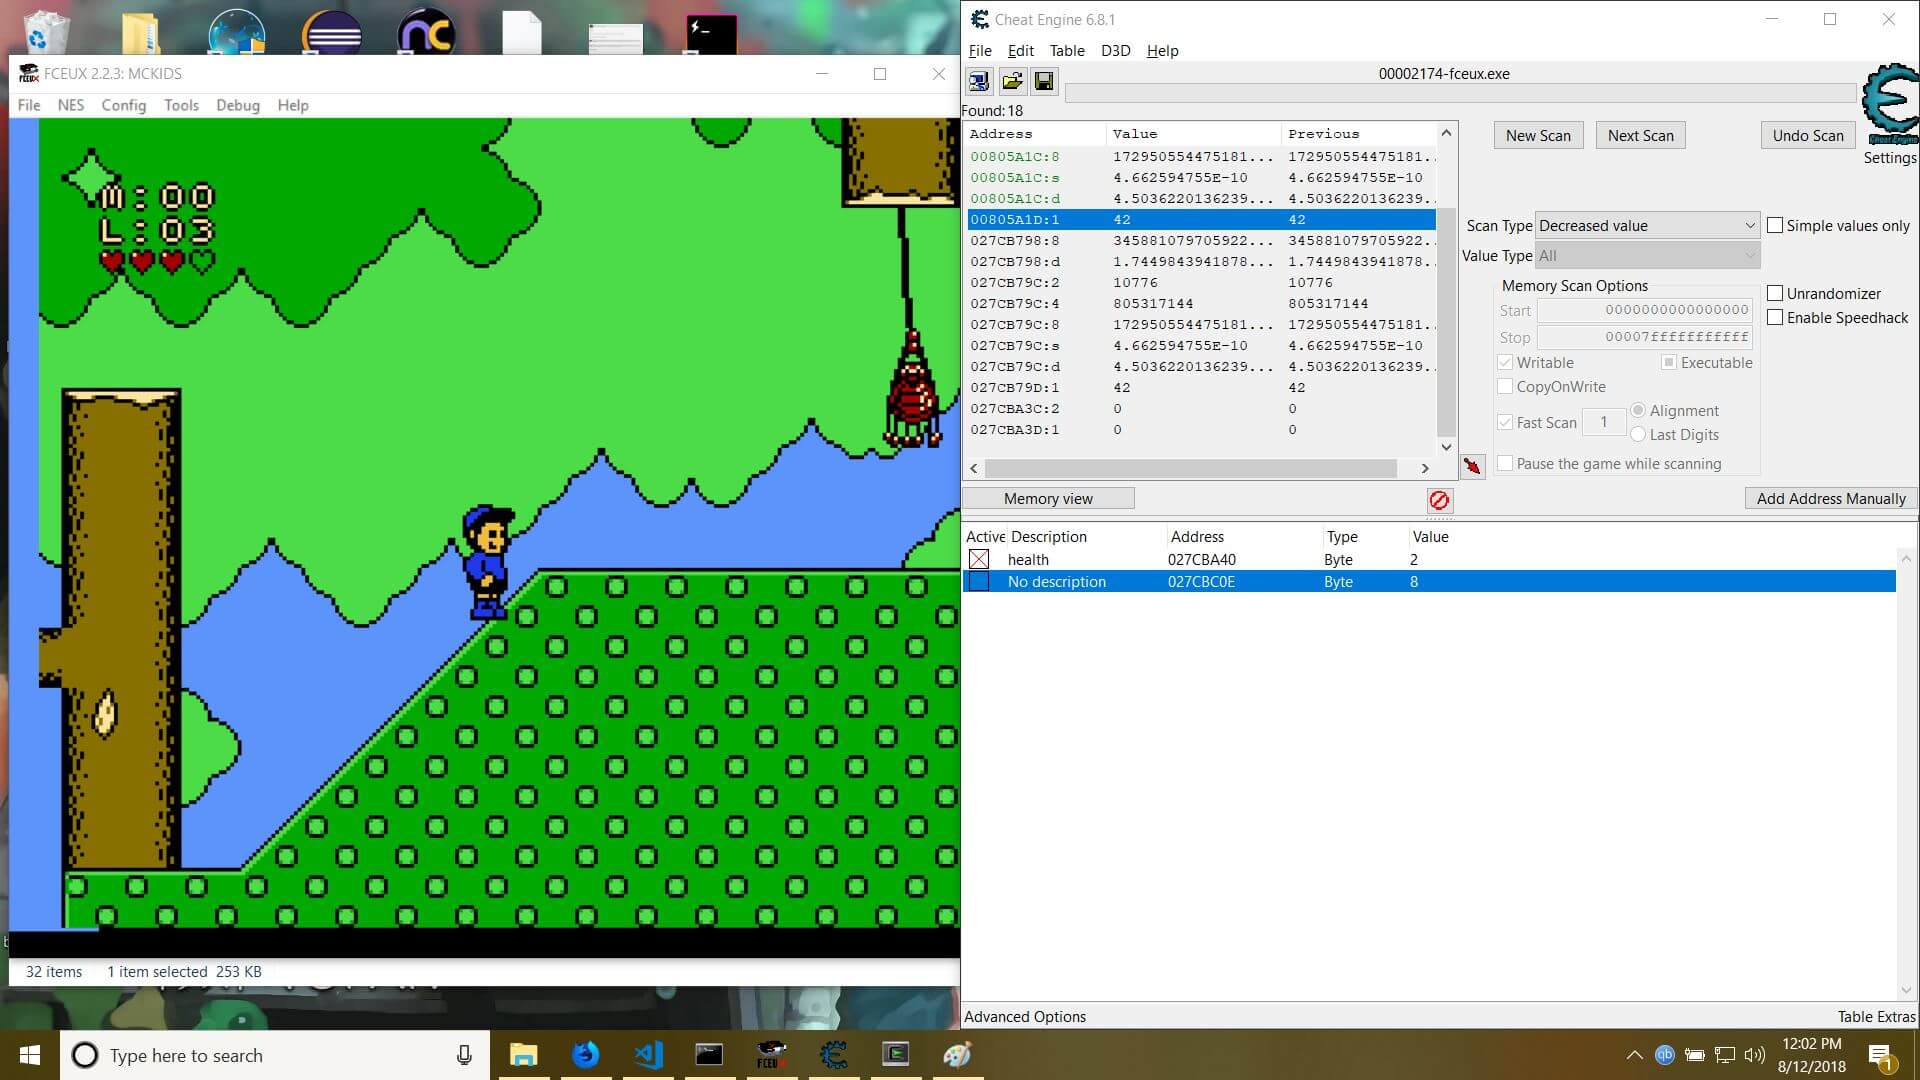 FCEUX 2.2.3: MCKIDS
File NES Config Tools Debug Help
M:00
L:03
32 items 1 item selected 253 KB
Cheat Engine 6.8.1
File Edit Table D3D Help
00002174-fceux.exe
Found:18
Address Value Previous
00805A1C:8 172950554475181... 172950554475181..
00805A1C:s 4.662594755E-10 4.662594755E-10
00805A1C:d 4.5036220136239... 4.5036220136239..
00805A1D:1 42 42
027CB798:8 345881079705922... 345881079705922..
027CB798:d 1.7449843941878... 1.7449843941878..
027CB79C:2 10776 10776
027CB79C:4 805317144 805317144
027CB79C:8 172950554475181... 172950554475181..
027CB79C:s 4.662594755E-10 4.662594755E-10
027CB79C:d 4.5036220136239... 4.5036220136239..
027CB79D:1 42 42
027CBA3C:2 0 0
027CBA3D:1 0 0
New Scan Next Scan Undo Scan
Cheat Engine
Settings
Scan Type Decreased value Simple values only
Value Type All
Memory Scan Options
Start 0000000000000000
Stop 00007fffffffffff
Unrandomizer
Enable Speedhack
Writable Executable
CopyOnWrite
Fast Scan 1 Alignment
Last Digits
Pause the game while scanning
Memory view Add Address Manually
Active Description Address Type Value
health 027CBA40 Byte 2
No description 027CBC0E Byte 8
Advanced Options Table Extras
Type here to search
FCEUX
qb
12:02 PM
8/12/2018
1